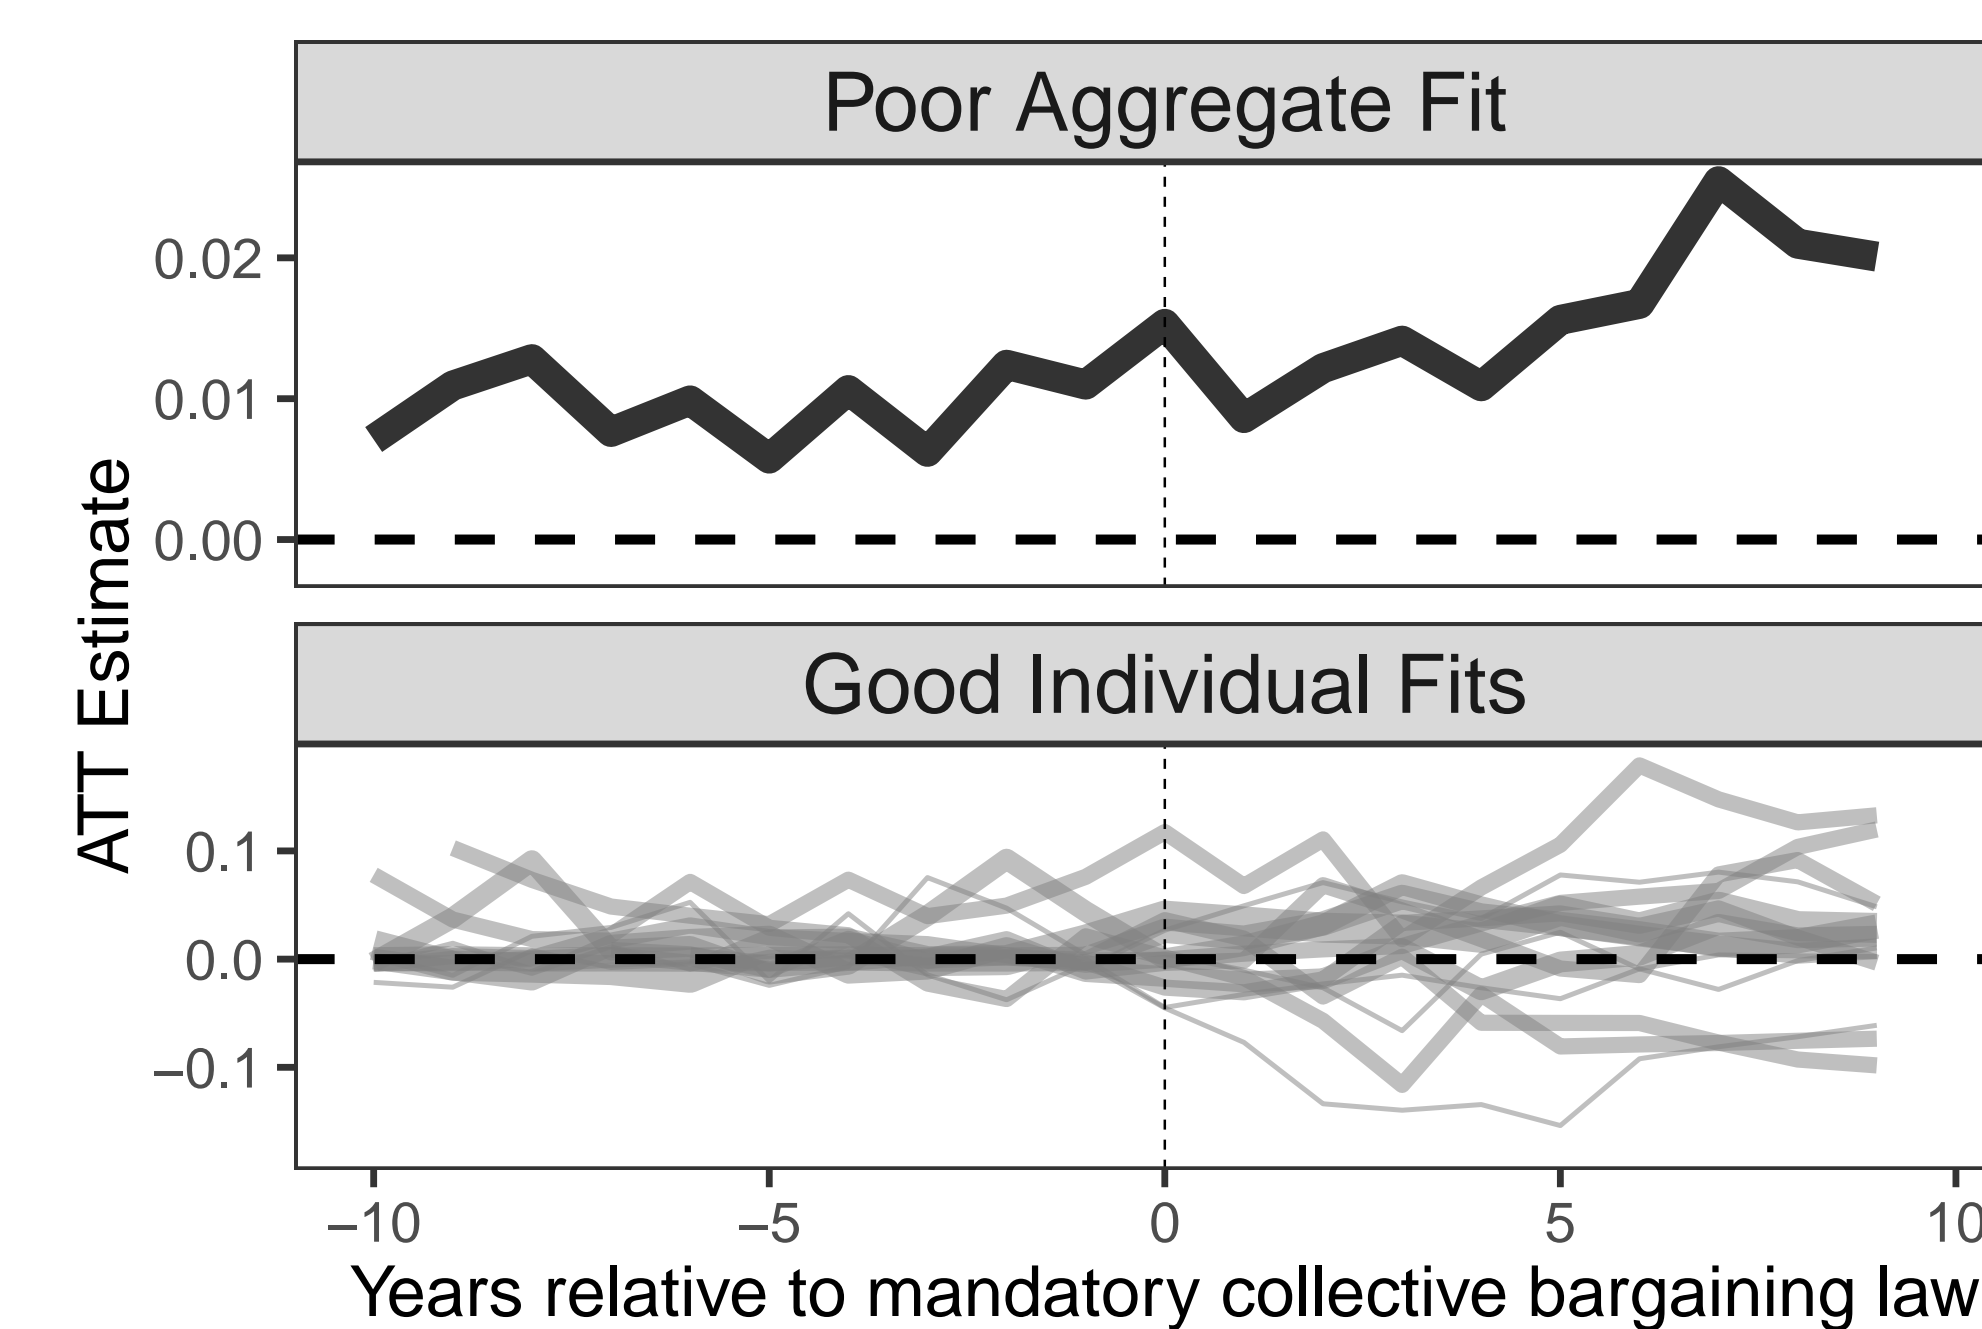 Poor Aggregate Fit
0.02
0.01
0.00
ATT Estimate
Good Individual Fits
0.1
0.0
−0.1
−10 −5 0 5 10
Years relative to mandatory collective bargaining law